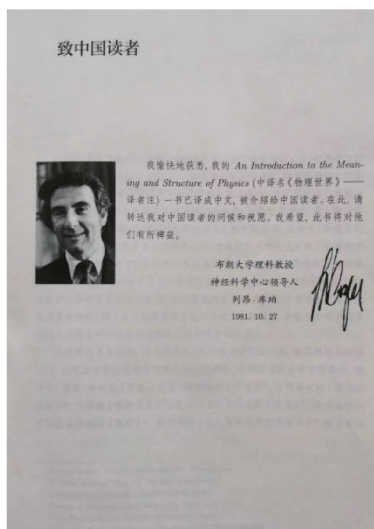 致中国读者
我愉快地获悉,我的 An Introduction to the Mean-
ing and Structure of Physics (中译名《物理世界》——
译者注) 一书已译成中文,被介绍给中国读者。在此,请
转达我对中国读者的问候和祝愿。我希望,此书将对他
们有所裨益。
布朗大学理科教授
神经科学中心领导人
列昂·库珀
1981. 10. 27